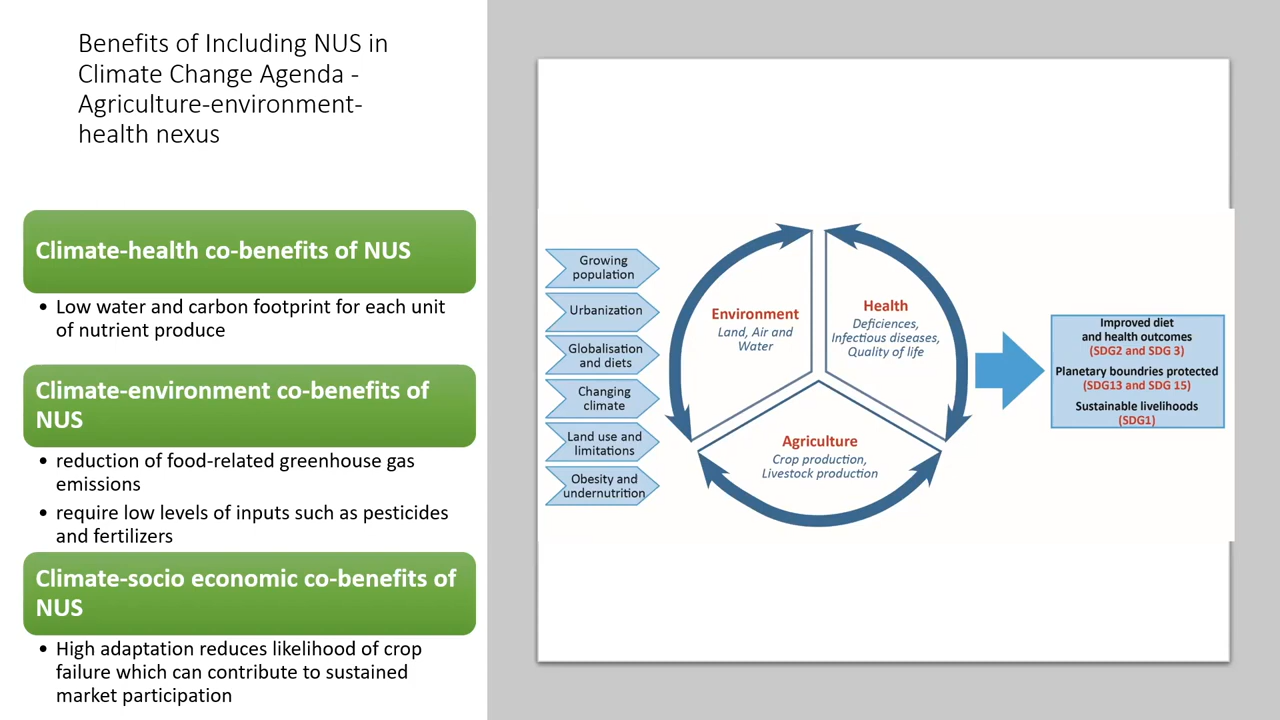 Benefits of Including NUS in
Climate Change Agenda -
Agriculture-environment-
health nexus
Climate-health co-benefits of NUS
• Low water and carbon footprint for each unit
of nutrient produce
Climate-environment co-benefits of
NUS
• reduction of food-related greenhouse gas
emissions
• require low levels of inputs such as pesticides
and fertilizers
Climate-socio economic co-benefits of
NUS
• High adaptation reduces likelihood of crop
failure which can contribute to sustained
market participation
Growing
population
Urbanization
Globalisation
and diets
Changing
climate
Land use and
limitations
Obesity and
undernutrition
Environment
Land, Air and
Water
Health
Deficiences,
Infectious diseases,
Quality of life
Agriculture
Crop production,
Livestock production
Improved diet
and health outcomes
(SDG2 and SDG 3)
Planetary boundries protected
(SDG13 and SDG 15)
Sustainable livelihoods
(SDG1)